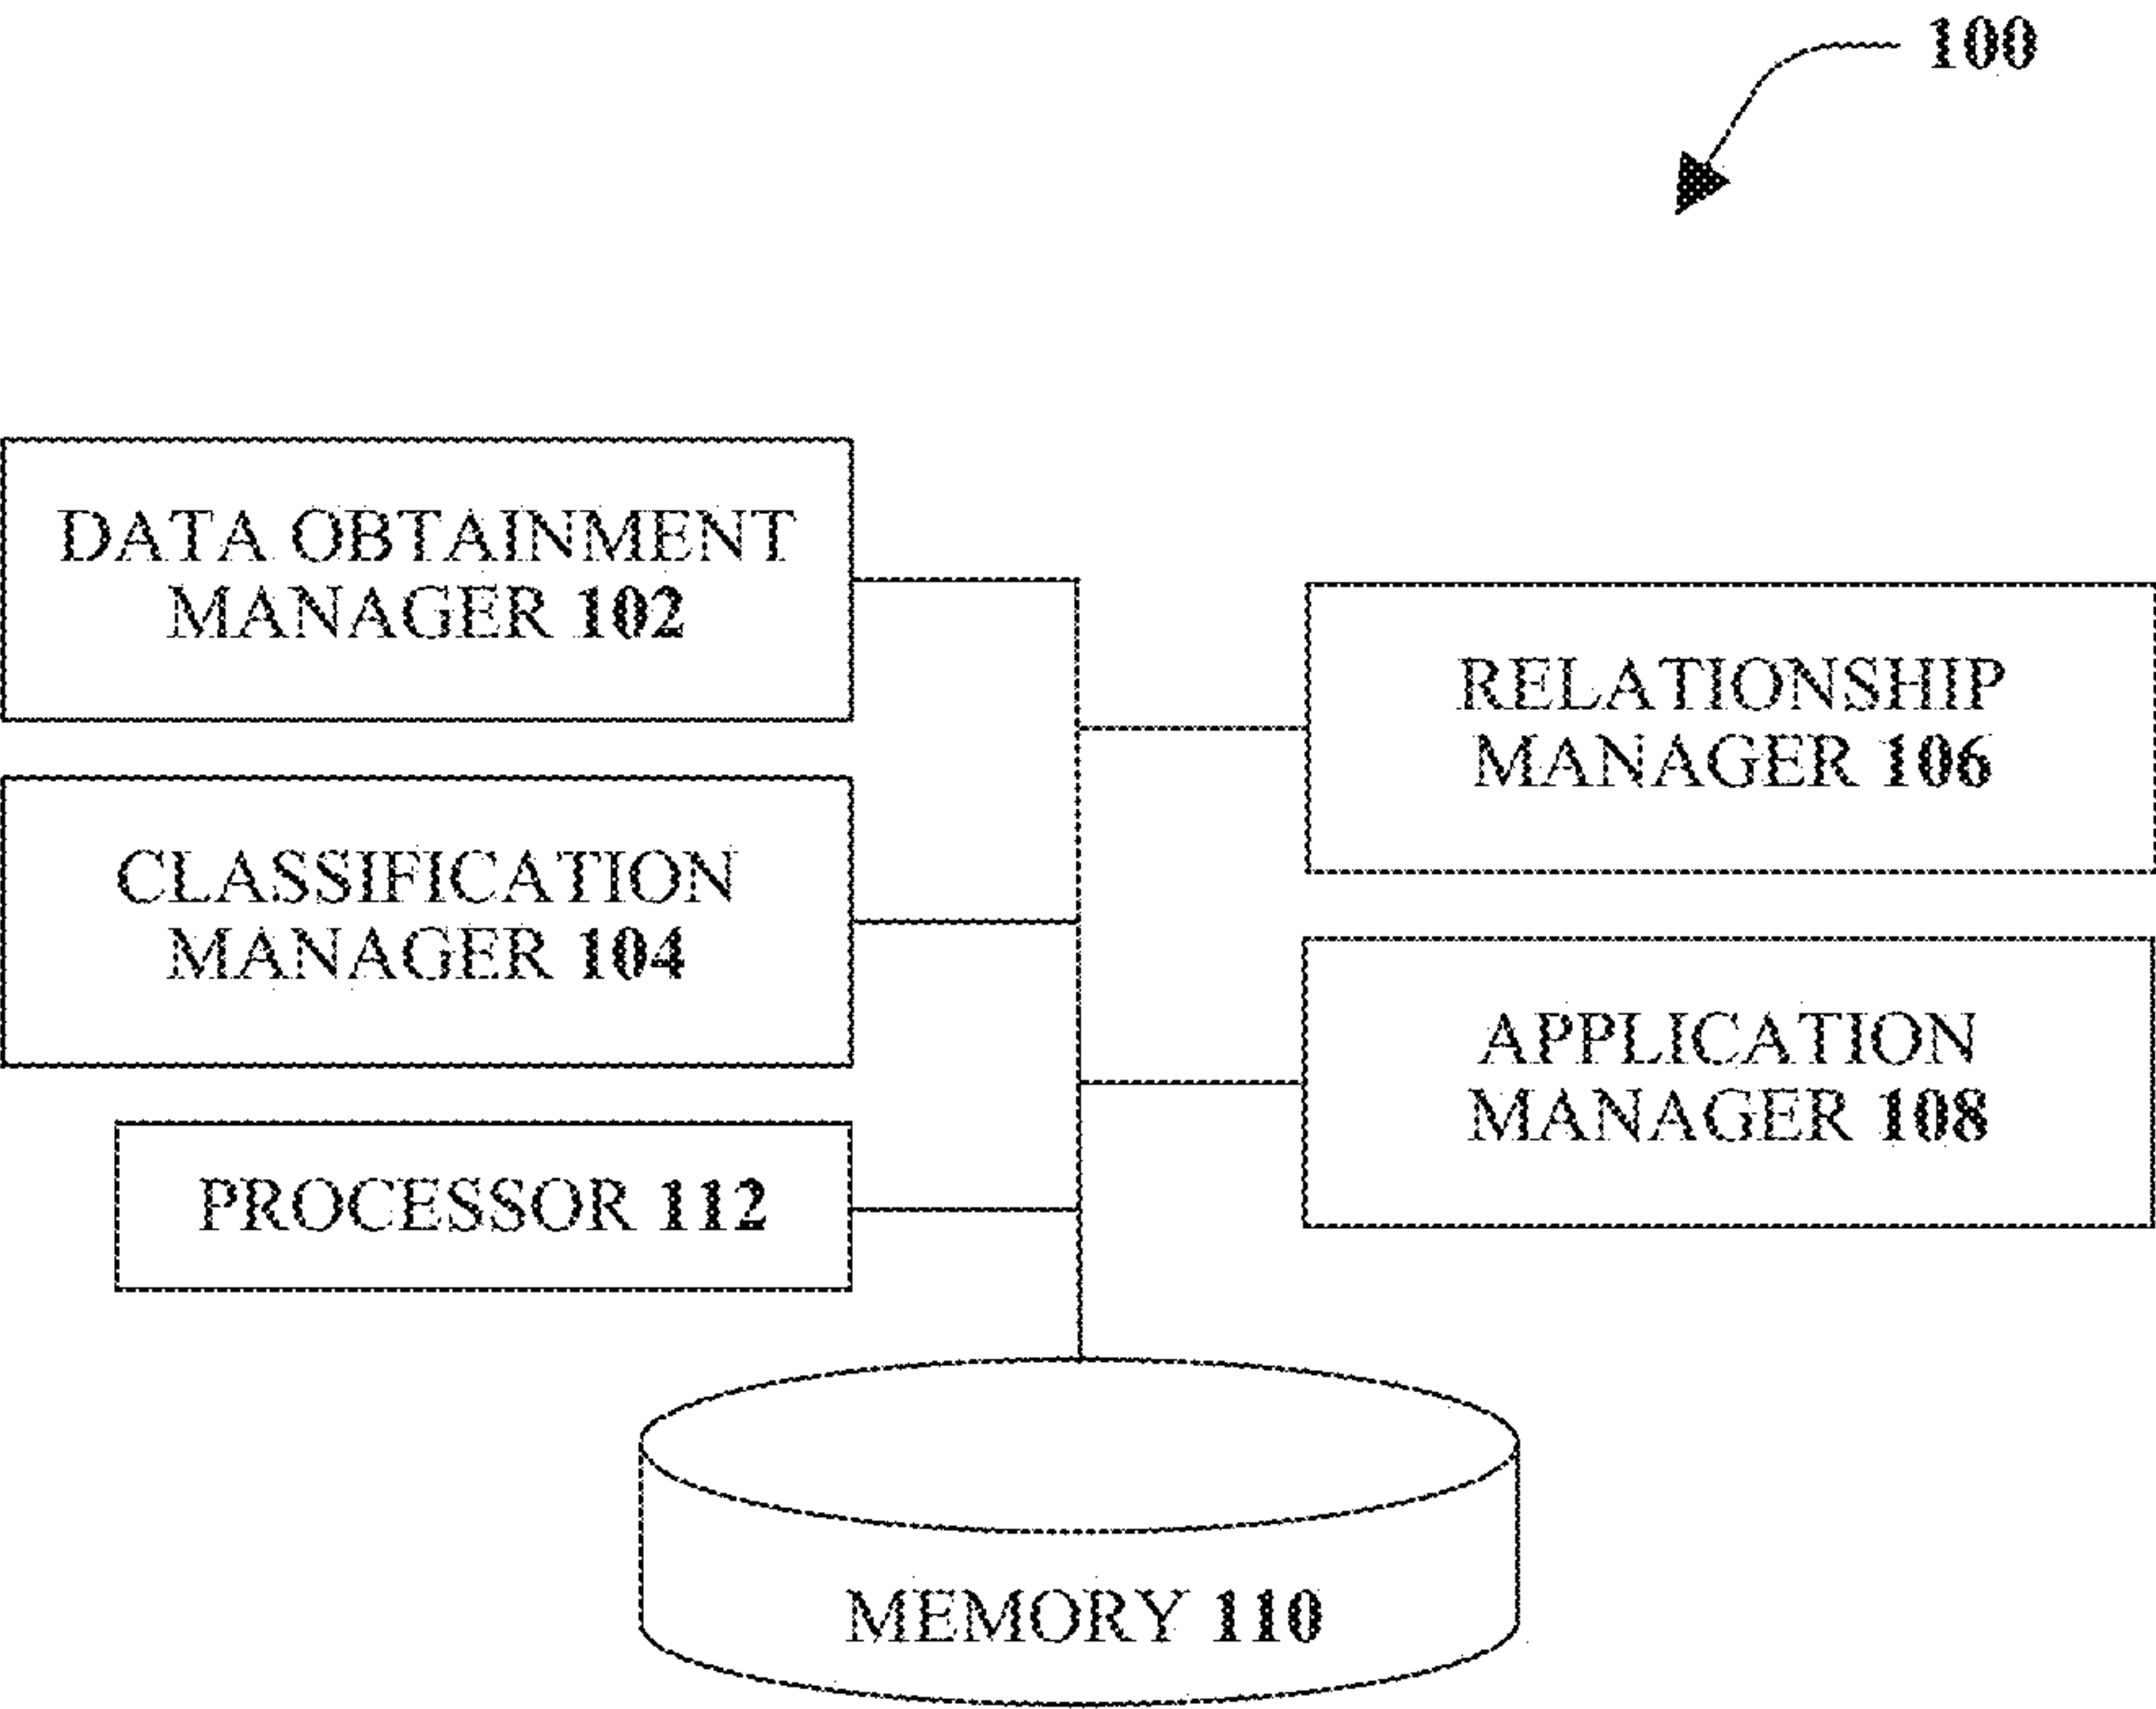 100
DATA OBTAINMENT
MANAGER 102
RELATIONSHIP
MANAGER 106
CLASSIFICATION
MANAGER 104
APPLICATION
MANAGER 108
PROCESSOR 112
MEMORY 110